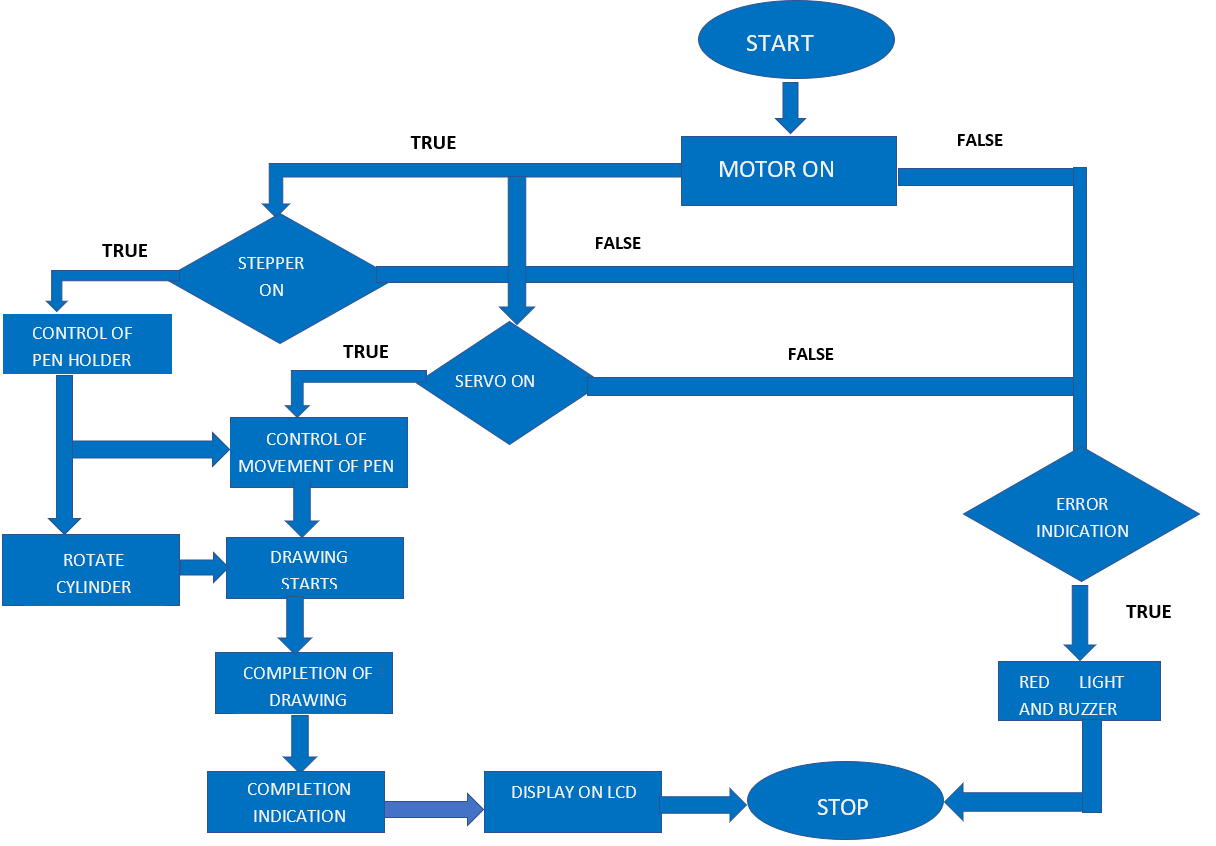 START
TRUE
FALSE
MOTOR ON
TRUE
FALSE
STEPPER
ON
CONTROL OF
PEN HOLDER
TRUE
FALSE
SERVO ON
CONTROL OF
MOVEMENT OF PEN
ERROR
INDICATION
ROTATE
CYLINDER
DRAWING
STARTS
TRUE
COMPLETION OF
DRAWING
RED LIGHT
AND BUZZER
COMPLETION
INDICATION
DISPLAY ON LCD
STOP